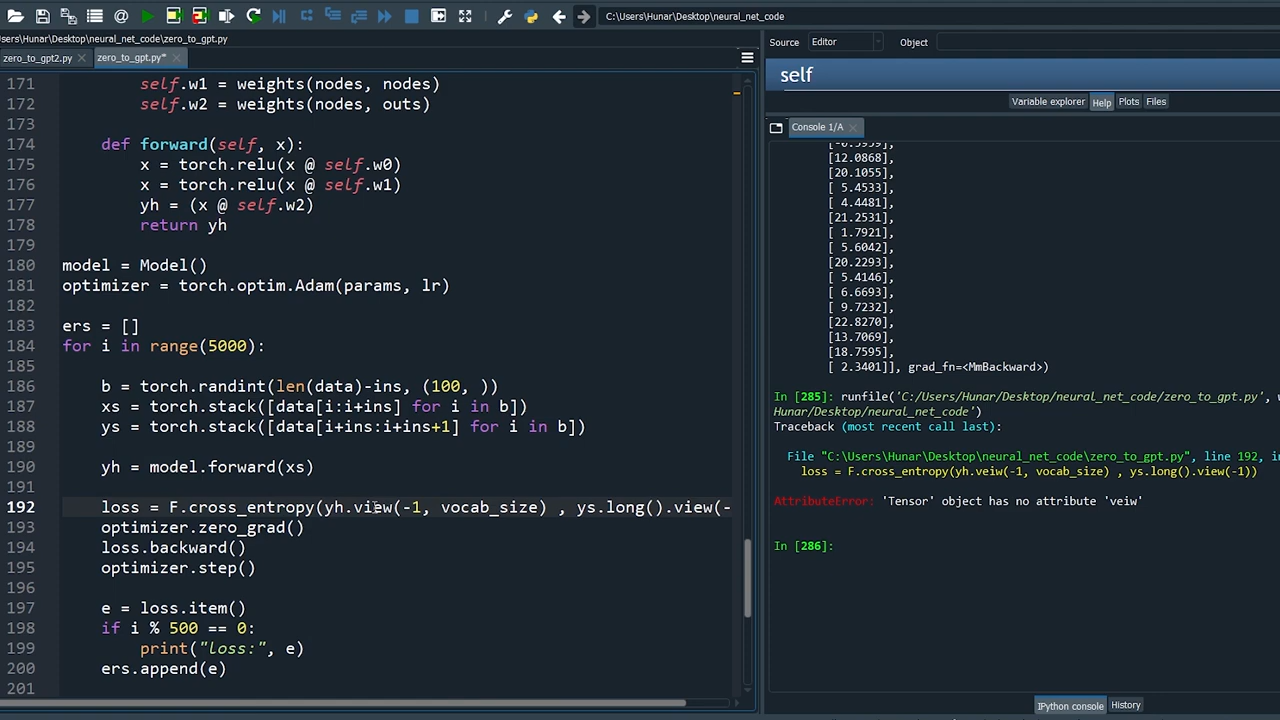 C:\Users\Hunar\Desktop\neural_net_code
sers\Hunar\Desktop\neural_net_code\zero_to_gpt.py
zero_to_gpt2.py
zero_to_gpt.py*
171 self.w1 = weights(nodes, nodes)
172 self.w2 = weights(nodes, outs)
173
174 def forward(self, x):
175 x = torch.relu(x @ self.w0)
176 x = torch.relu(x @ self.w1)
177 yh = (x @ self.w2)
178 return yh
179
180 model = Model()
181 optimizer = torch.optim.Adam(params, lr)
182
183 ers = []
184 for i in range(5000):
185
186 b = torch.randint(len(data)-ins, (100, ))
187 xs = torch.stack([data[i:i+ins] for i in b])
188 ys = torch.stack([data[i+ins:i+ins+1] for i in b])
189
190 yh = model.forward(xs)
191
192 loss = F.cross_entropy(yh.view(-1, vocab_size) , ys.long().view(-
193 optimizer.zero_grad()
194 loss.backward()
195 optimizer.step()
196
197 e = loss.item()
198 if i % 500 == 0:
199 print("loss:", e)
200 ers.append(e)
201
Source Editor Object
self
Variable explorer Help Plots Files
Console 1/A
[12.0868],
[20.1055],
[ 5.4533],
[ 4.4481],
[21.2531],
[ 1.7921],
[ 5.6042],
[20.2293],
[ 5.4146],
[ 6.6693],
[ 9.7232],
[22.8270],
[13.7069],
[18.7595],
[ 2.3401]], grad_fn=<MmBackward>)
In [285]: runfile('C:/Users/Hunar/Desktop/neural_net_code/zero_to_gpt.py',
Hunar/Desktop/neural_net_code')
Traceback (most recent call last):
File "C:\Users\Hunar\Desktop\neural_net_code\zero_to_gpt.py", line 192, i
loss = F.cross_entropy(yh.veiw(-1, vocab_size) , ys.long().view(-1))
AttributeError: 'Tensor' object has no attribute 'veiw'
In [286]:
IPython console History